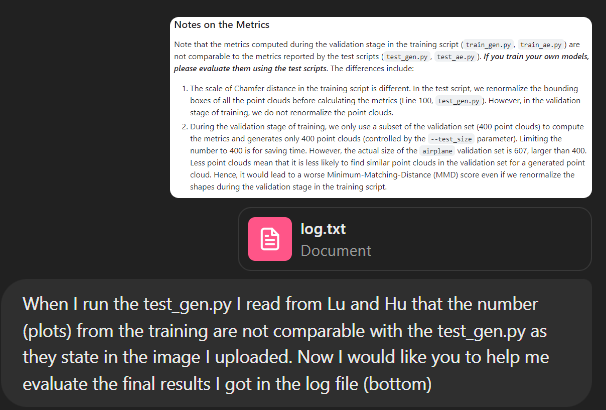 Notes on the Metrics
Note that the metrics computed during the validation stage in the training script ( train_gen.py , train_ae.py ) are
not comparable to the metrics reported by the test scripts ( test_gen.py , test_ae.py ). If you train your own models,
please evaluate them using the test scripts. The differences include:
1. The scale of Chamfer distance in the training script is different. In the test script, we renormalize the bounding
boxes of all the point clouds before calculating the metrics (Line 100, test_gen.py ). However, in the validation
stage of training, we do not renormalize the point clouds.
2. During the validation stage of training, we only use a subset of the validation set (400 point clouds) to compute
the metrics and generates only 400 point clouds (controlled by the --test_size parameter). Limiting the
number to 400 is for saving time. However, the actual size of the airplane validation set is 607, larger than 400.
Less point clouds mean that it is less likely to find similar point clouds in the validation set for a generated point
cloud. Hence, it would lead to a worse Minimum-Matching-Distance (MMD) score even if we renormalize the
shapes during the validation stage in the training script.
log.txt
Document
When I run the test_gen.py I read from Lu and Hu that the number
(plots) from the training are not comparable with the test_gen.py as
they state in the image I uploaded. Now I would like you to help me
evaluate the final results I got in the log file (bottom)